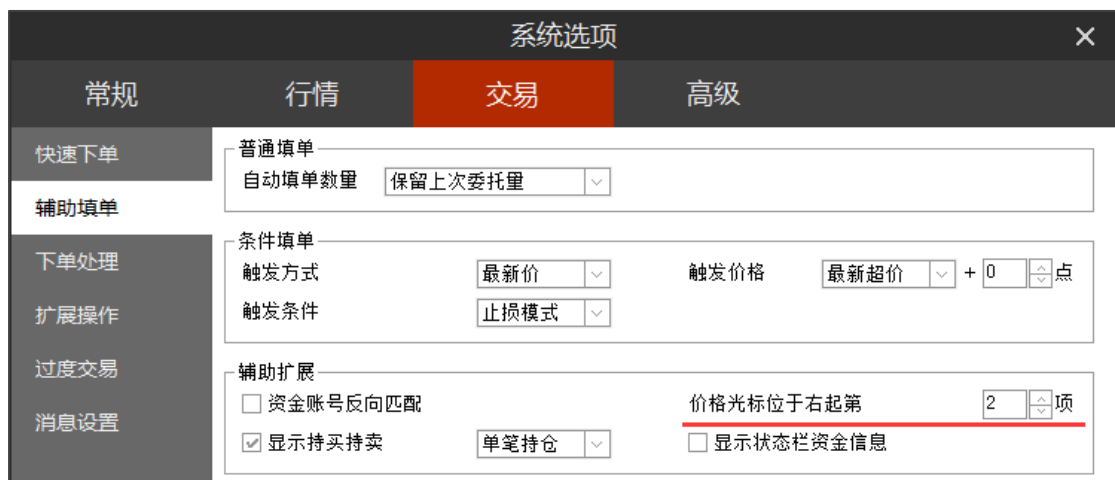 系统选项
常规 行情 交易 高级
快速下单
辅助填单
下单处理
扩展操作
过度交易
消息设置
普通填单
自动填单数量 保留上次委托量
条件填单
触发方式 最新价 触发价格 最新超价 + 0 点
触发条件 止损模式
辅助扩展
资金账号反向匹配 价格光标位于右起第 2 项
显示持买持卖 单笔持仓 显示状态栏资金信息